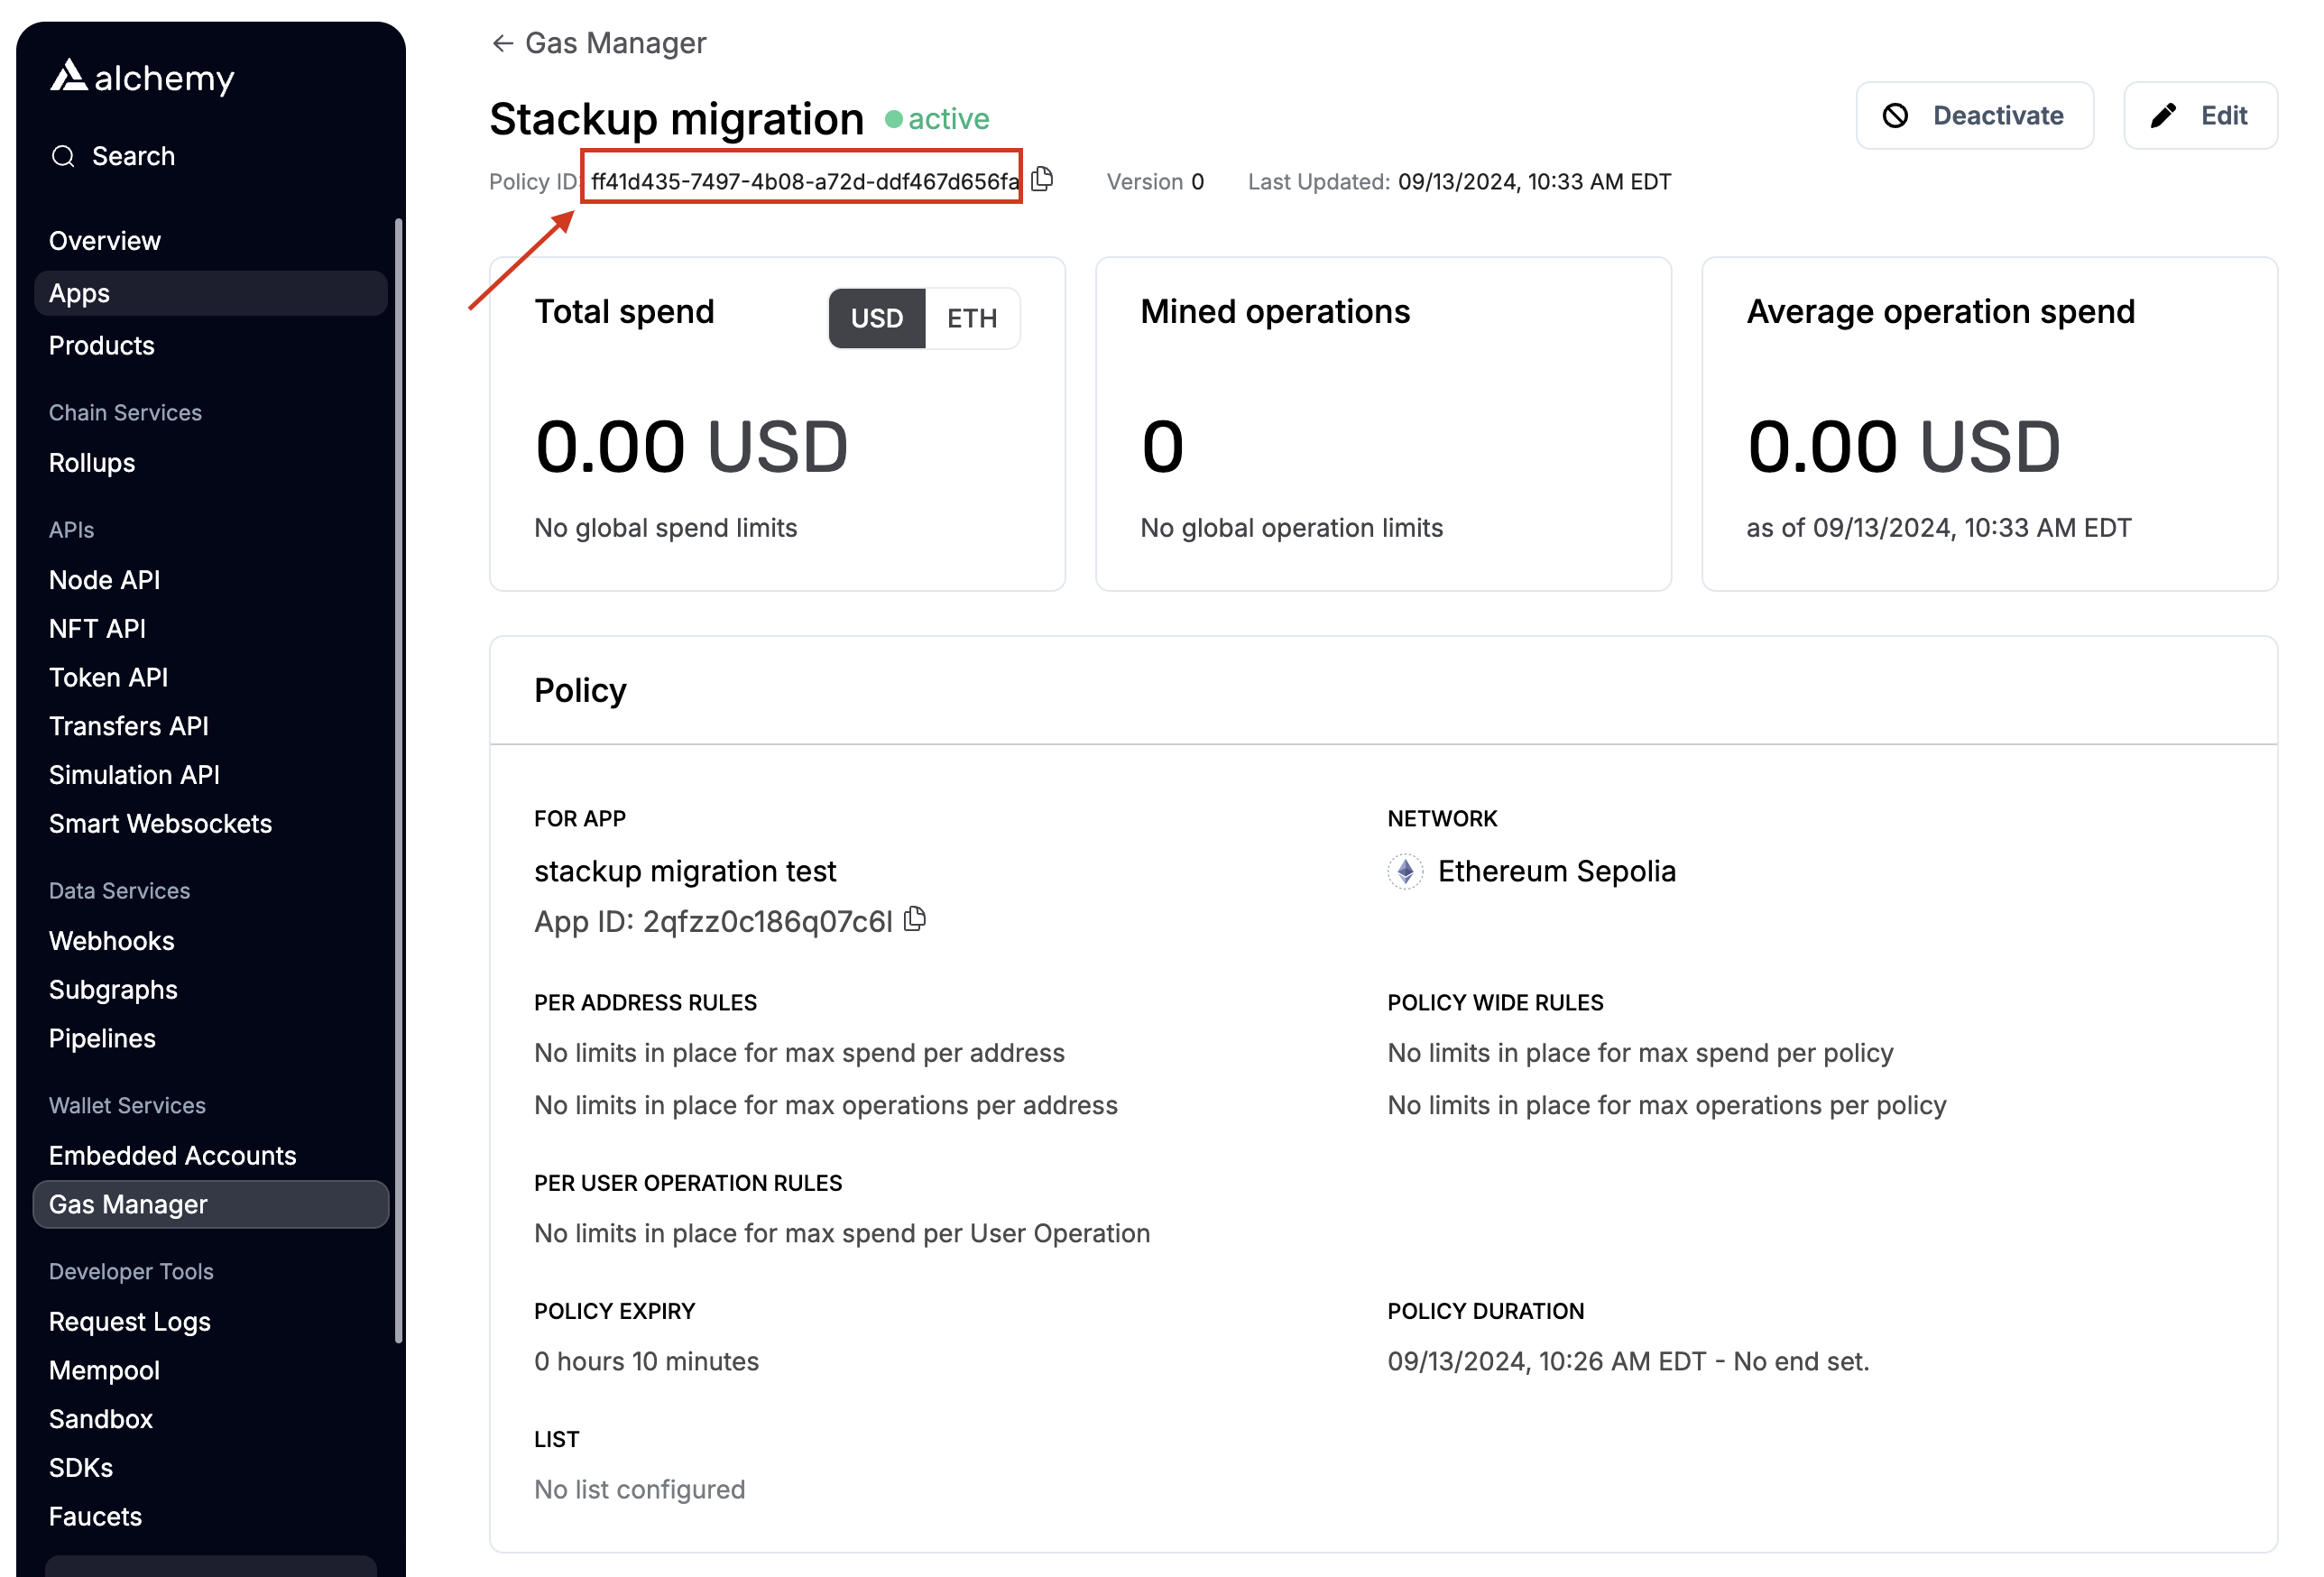 alchemy
Search
Overview
Apps
Products
Chain Services
Rollups
APIs
Node API
NFT API
Token API
Transfers API
Simulation API
Smart Websockets
Data Services
Webhooks
Subgraphs
Pipelines
Wallet Services
Embedded Accounts
Gas Manager
Developer Tools
Request Logs
Mempool
Sandbox
SDKs
Faucets
← Gas Manager
Stackup migration active
Deactivate
Edit
Policy ID: ff41d435-7497-4b08-a72d-ddf467d656fa Version 0 Last Updated: 09/13/2024, 10:33 AM EDT
Total spend
USD ETH
0.00 USD
No global spend limits
Mined operations
0
No global operation limits
Average operation spend
0.00 USD
as of 09/13/2024, 10:33 AM EDT
Policy
FOR APP
stackup migration test
App ID: 2qfzz0c186q07c6l
NETWORK
Ethereum Sepolia
PER ADDRESS RULES
No limits in place for max spend per address
No limits in place for max operations per address
POLICY WIDE RULES
No limits in place for max spend per policy
No limits in place for max operations per policy
PER USER OPERATION RULES
No limits in place for max spend per User Operation
POLICY EXPIRY
0 hours 10 minutes
POLICY DURATION
09/13/2024, 10:26 AM EDT - No end set.
LIST
No list configured